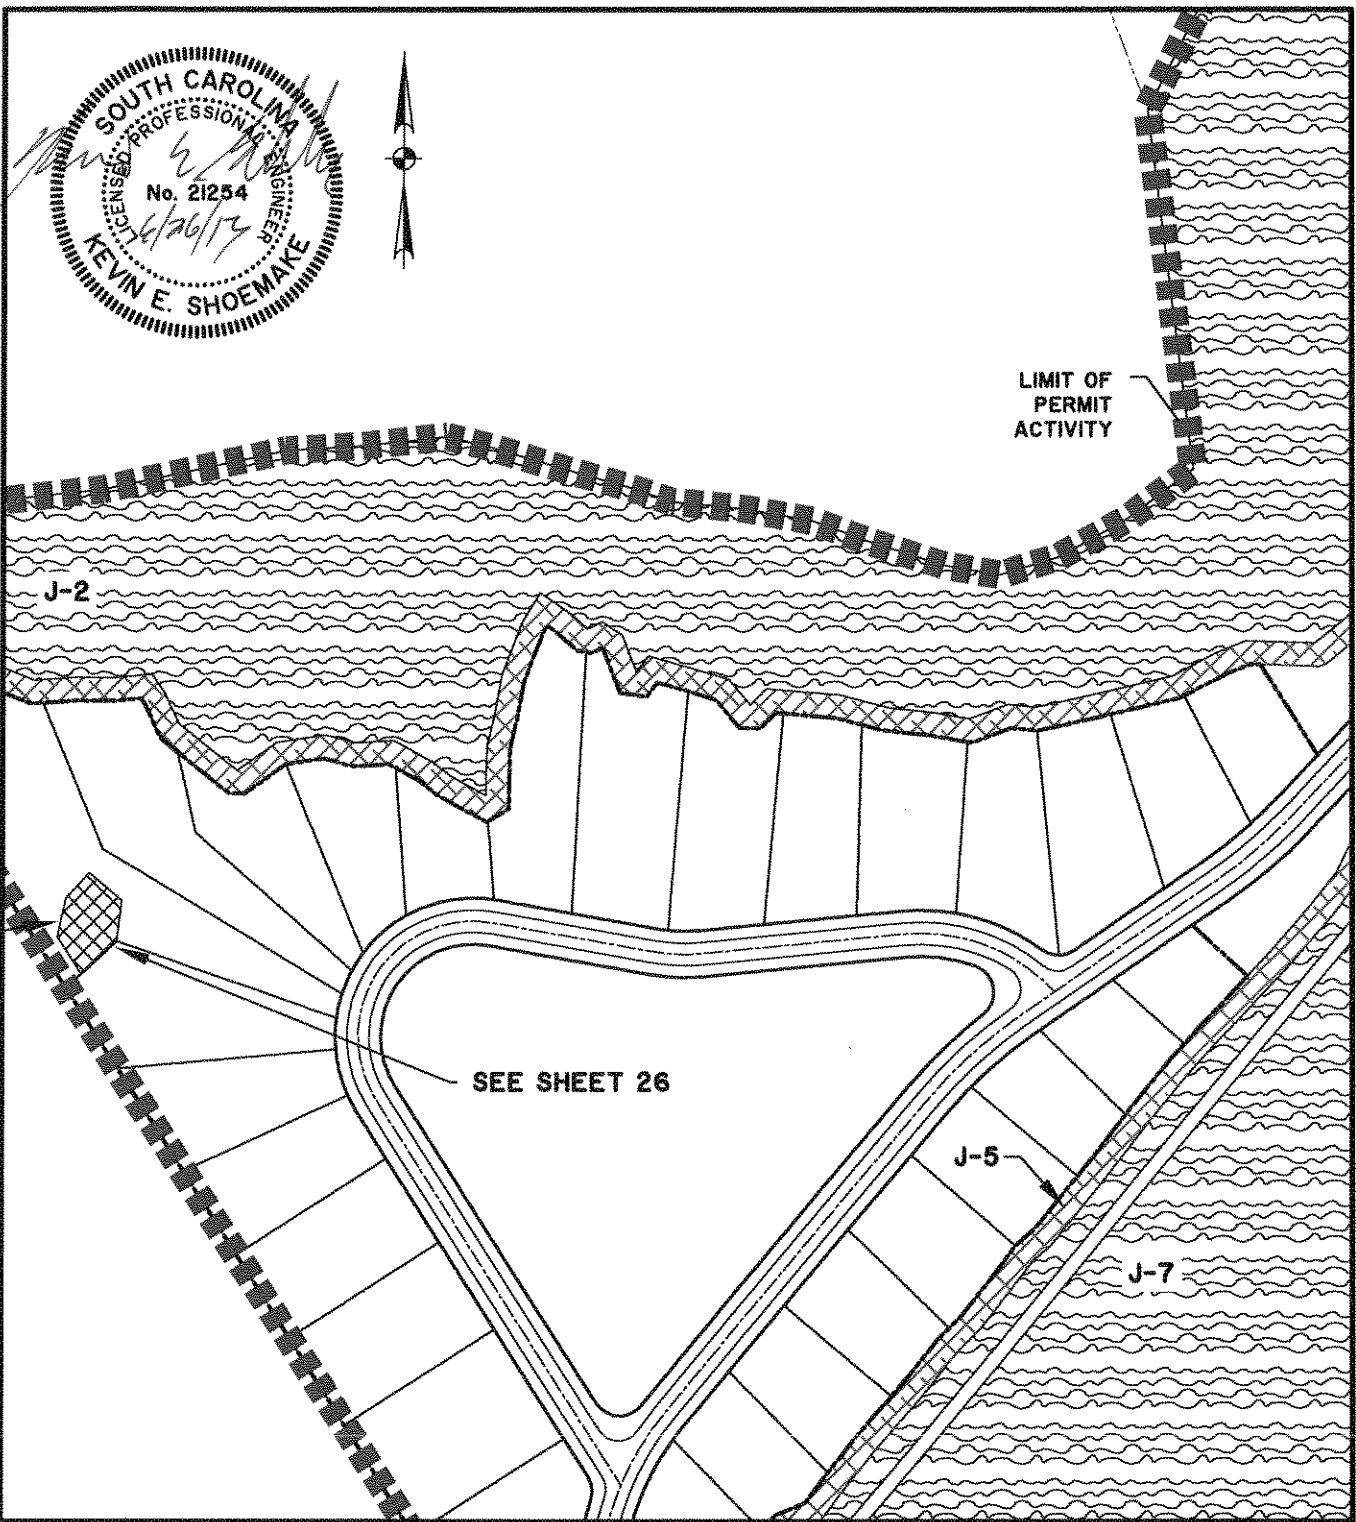 SOUTH CAROLINA
LICENSED PROFESSIONAL ENGINEER
No. 21254
KEVIN E. SHOEMAKE
LIMIT OF
PERMIT
ACTIVITY
J-2
SEE SHEET 26
J-5
J-7